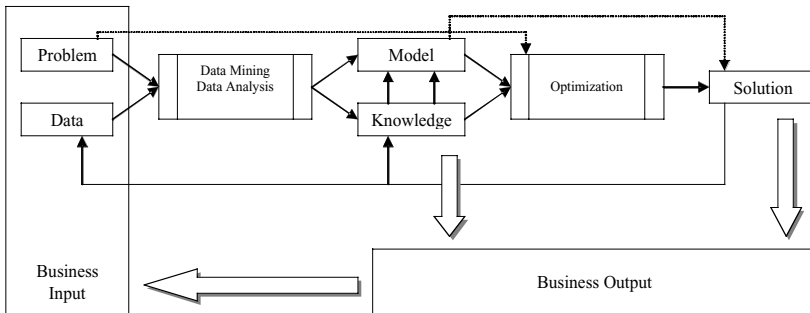 Problem
Data
Data Mining
Data Analysis
Model
Knowledge
Optimization
Solution
Business
Input
Business Output